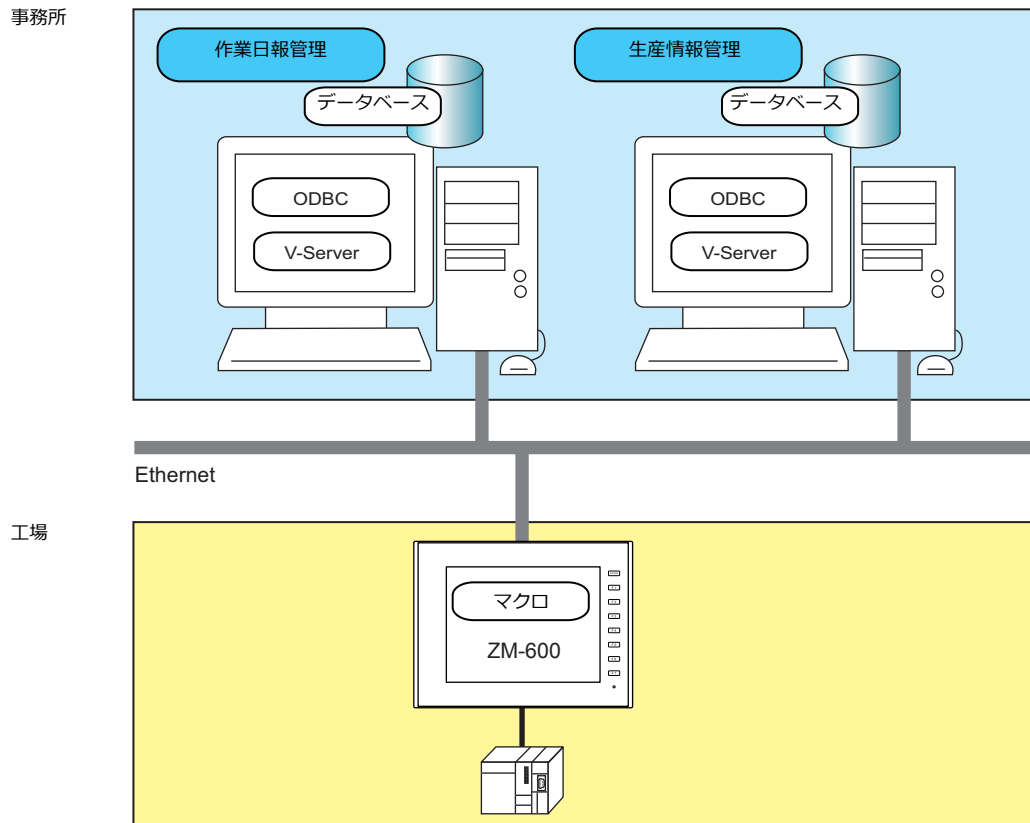 事務所
作業日報管理
データベース
ODBC
V-Server
生産情報管理
データベース
ODBC
V-Server
Ethernet
工場
マクロ
ZM-600